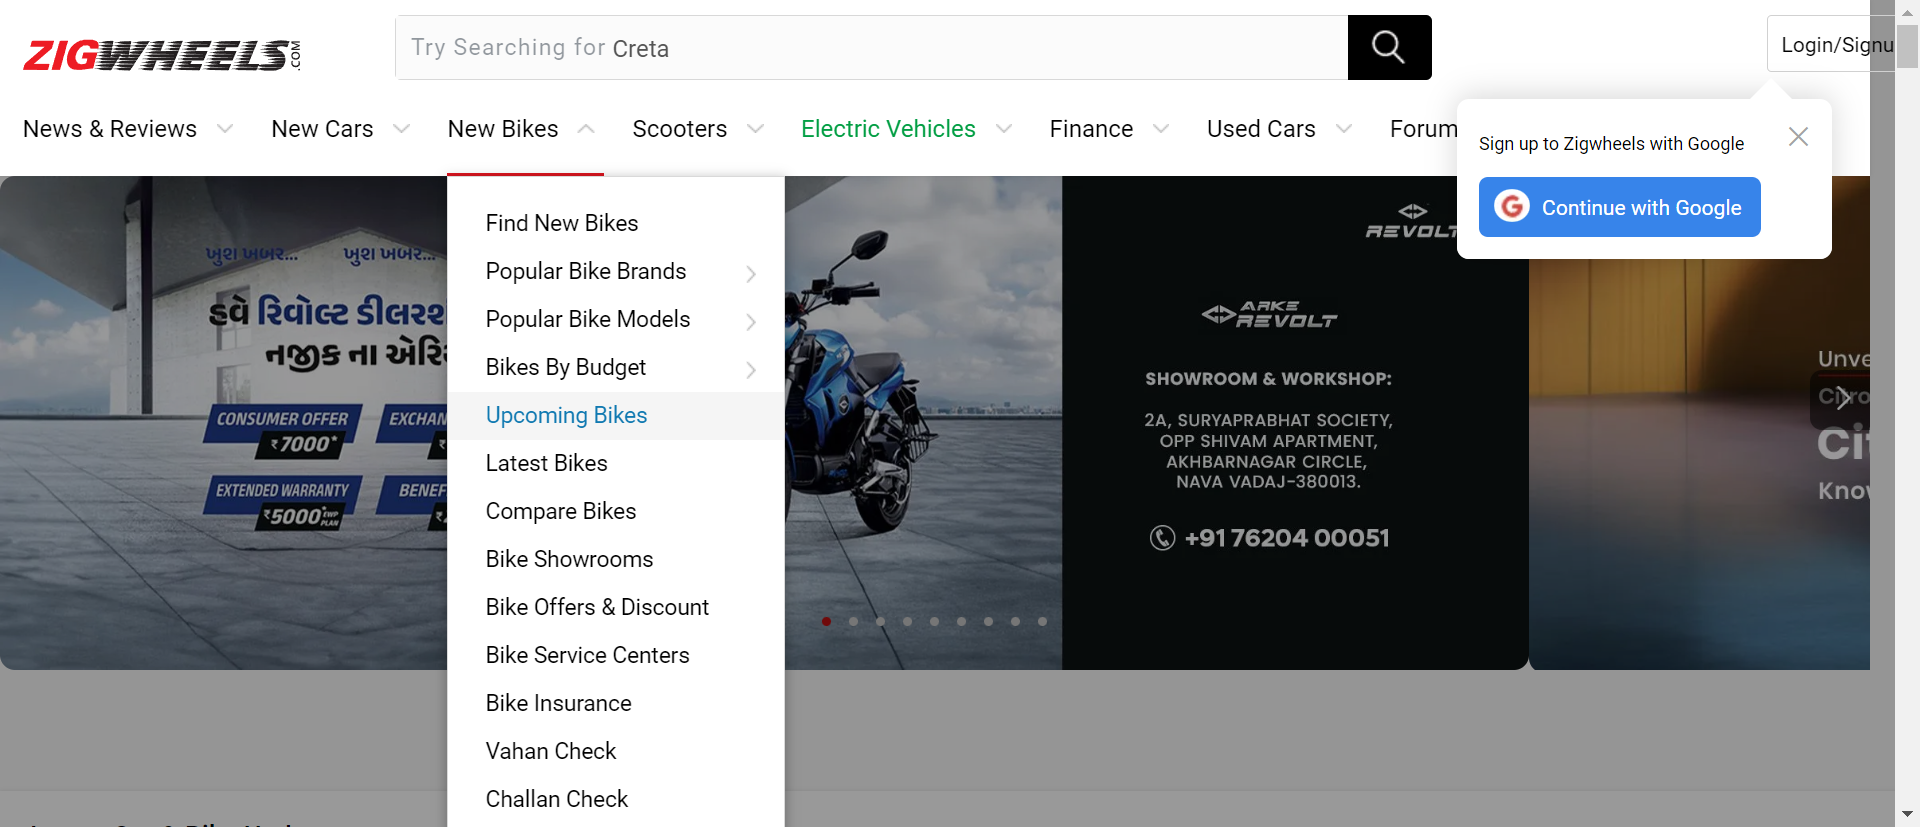 ZIGWHEELS.COM
Try Searching for Creta
Login/Signu
News & Reviews
New Cars
New Bikes
Scooters
Electric Vehicles
Finance
Used Cars
Forum
Sign up to Zigwheels with Google
Continue with Google
Find New Bikes
Popular Bike Brands
Popular Bike Models
Bikes By Budget
Upcoming Bikes
Latest Bikes
Compare Bikes
Bike Showrooms
Bike Offers & Discount
Bike Service Centers
Bike Insurance
Vahan Check
Challan Check
ખુશ ખબર... ખુશ ખબર...
હવે રિવોલ્ટ ડીલરશ
નજીક ના એરિ
CONSUMER OFFER
₹7000*
EXCHAN
EXTENDED WARRANTY
₹5000* EWP PLAN
BENEF
REVOLT
ARKE
REVOLT
SHOWROOM & WORKSHOP:
2A, SURYAPRABHAT SOCIETY,
OPP SHIVAM APARTMENT,
AKHBARNAGAR CIRCLE,
NAVA VADAJ-380013.
+91 76204 00051
Unve
Citro
Cit
Know